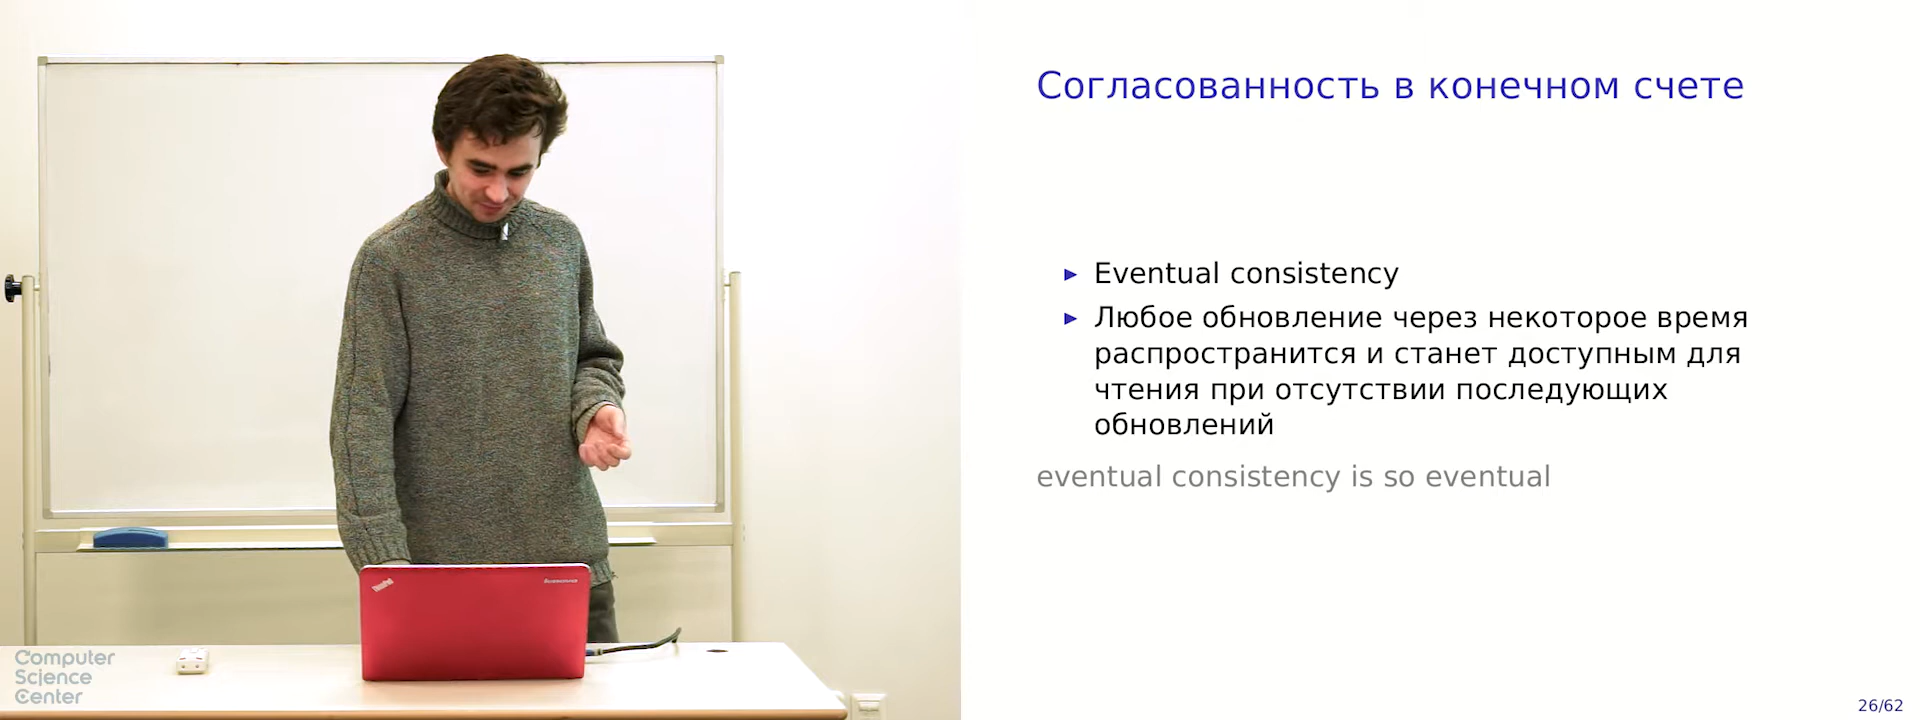 Согласованность в конечном счете
Eventual consistency
Любое обновление через некоторое время
распространится и станет доступным для
чтения при отсутствии последующих
обновлений
eventual consistency is so eventual
26/62
Computer
Science
Center
ThinkPad